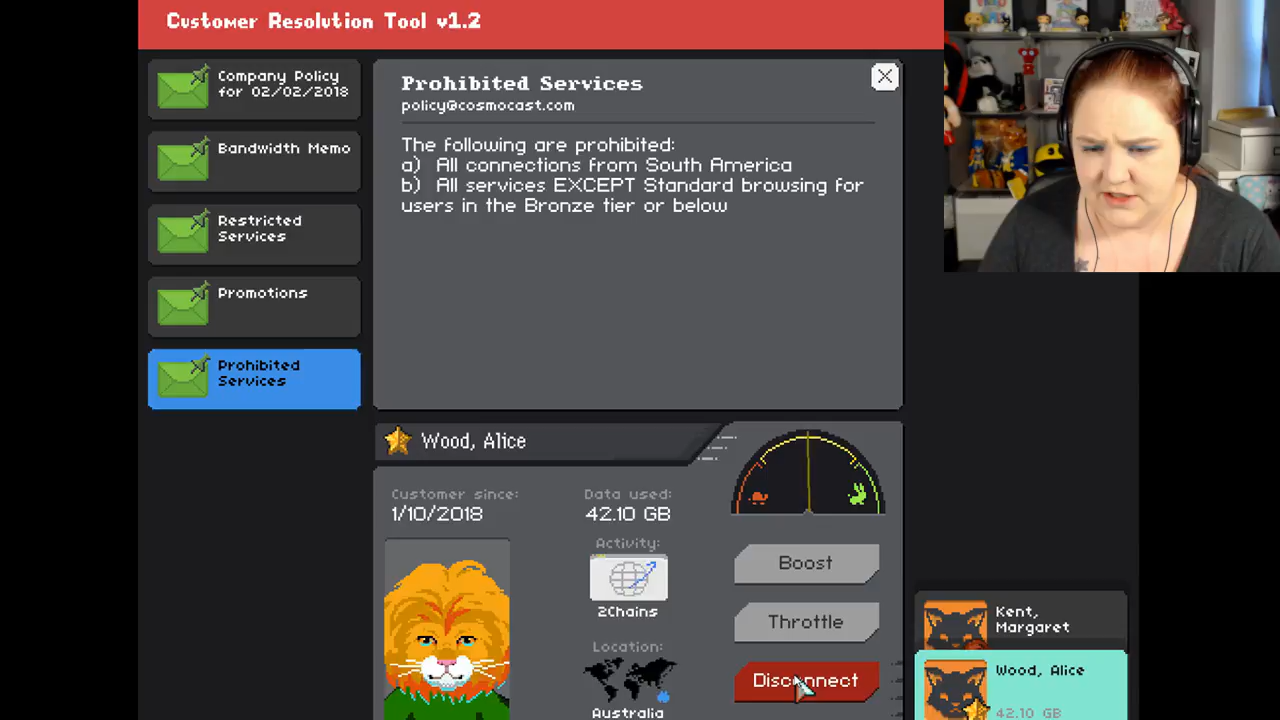 Customer Resolution Tool v1.2
Company Policy
for 02/02/2018
Bandwidth Memo
Restricted
Services
Promotions
Prohibited
Services
Prohibited Services
policy@cosmocast.com
The following are prohibited:
a) All connections from South America
b) All services EXCEPT Standard browsing for
users in the Bronze tier or below
Wood, Alice
Customer since:
1/10/2018
Data used:
42.10 GB
Activity:
2Chains
Location:
Australia
Boost
Throttle
Disconnect
Kent,
Margaret
Wood, Alice
42.10 GB